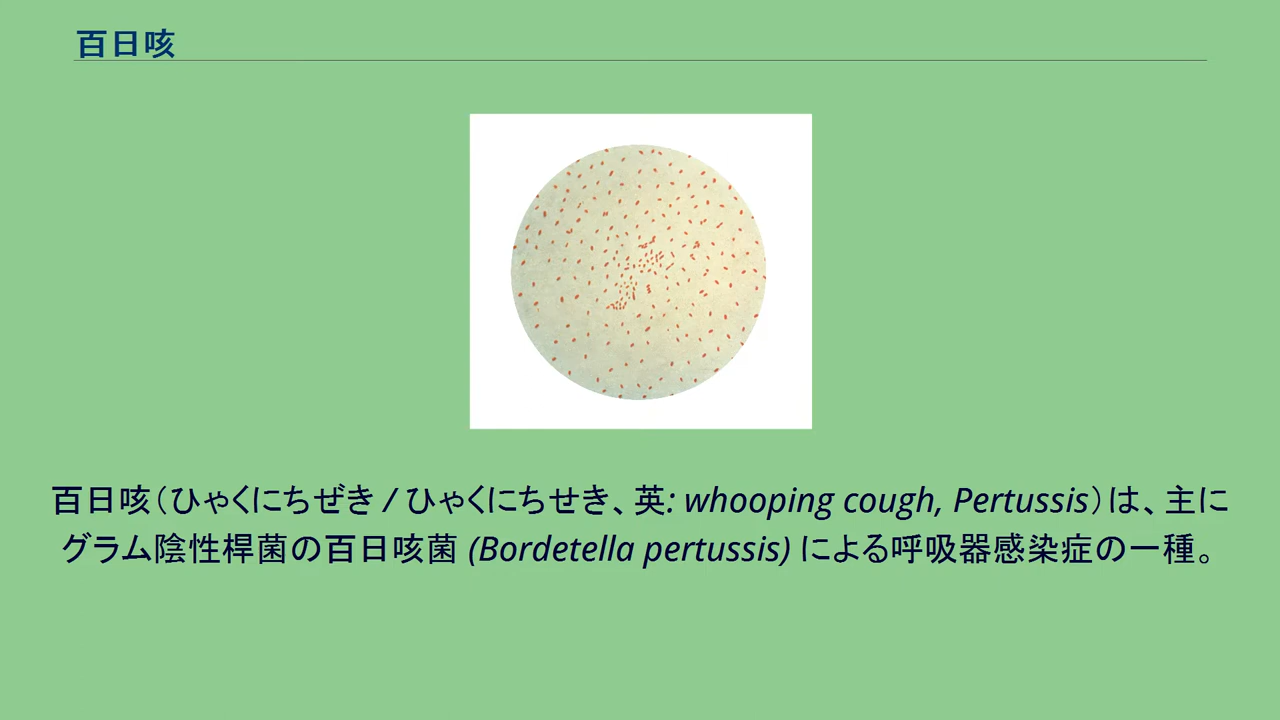 百日咳
百日咳（ひゃくにちぜき / ひゃくにちせき、英: whooping cough, Pertussis）は、主に
グラム陰性桿菌の百日咳菌 (Bordetella pertussis) による呼吸器感染症の一種。